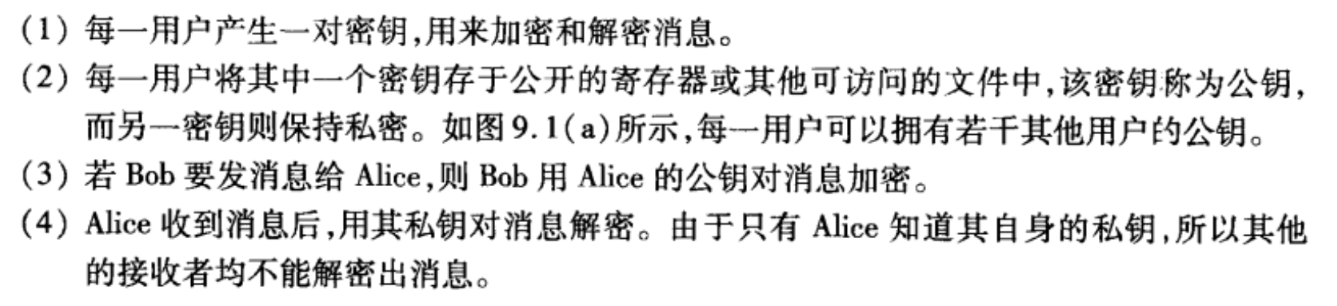 (1) 每一用户产生一对密钥,用来加密和解密消息。
(2) 每一用户将其中一个密钥存于公开的寄存器或其他可访问的文件中,该密钥称为公钥,
而另一密钥则保持私密。如图9.1(a)所示,每一用户可以拥有若干其他用户的公钥。
(3) 若 Bob 要发消息给 Alice,则 Bob 用 Alice 的公钥对消息加密。
(4) Alice 收到消息后,用其私钥对消息解密。由于只有 Alice 知道其自身的私钥,所以其他
的接收者均不能解密出消息。